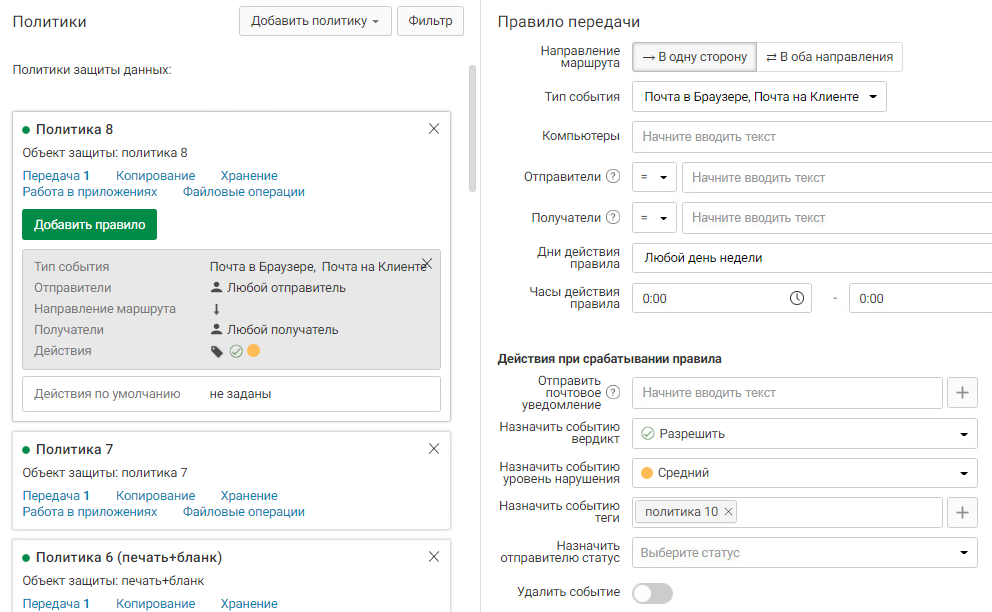 Политики
Добавить политику
Фильтр
Политики защиты данных:
Политика 8
Объект защиты: политика 8
Передача 1 Копирование Хранение
Работа в приложениях Файловые операции
Добавить правило
Тип события Почта в Браузере, Почта на Клиенте
Отправители Любой отправитель
Направление маршрута
Получатели Любой получатель
Действия
Действия по умолчанию не заданы
Политика 7
Объект защиты: политика 7
Передача 1 Копирование Хранение
Работа в приложениях Файловые операции
Политика 6 (печать+бланк)
Объект защиты: печать+бланк
Передача 1 Копирование Хранение
Правило передачи
Направление
маршрута
→ В одну сторону ⇄ В оба направления
Тип события Почта в Браузере, Почта на Клиенте
Компьютеры Начните вводить текст
Отправители ? = Начните вводить текст
Получатели ? = Начните вводить текст
Дни действия
правила
Любой день недели
Часы действия
правила
0:00 - 0:00
Действия при срабатывании правила
Отправить
почтовое
уведомление
? Начните вводить текст +
Назначить событию
вердикт
Разрешить
Назначить событию
уровень нарушения
Средний
Назначить событию
теги
политика 10 × +
Назначить
отправителю статус
Выберите статус
Удалить событие